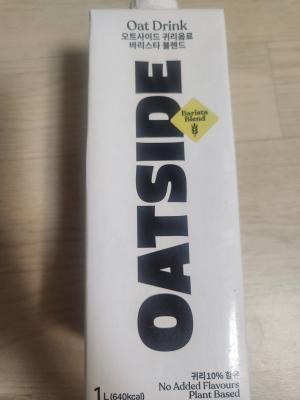 Oat Drink
오트사이드 귀리음료
바리스타 블렌드
OATSIDE
Barista
Blend
귀리10% 함유
No Added Flavours
Plant Based
1L(640kcal)